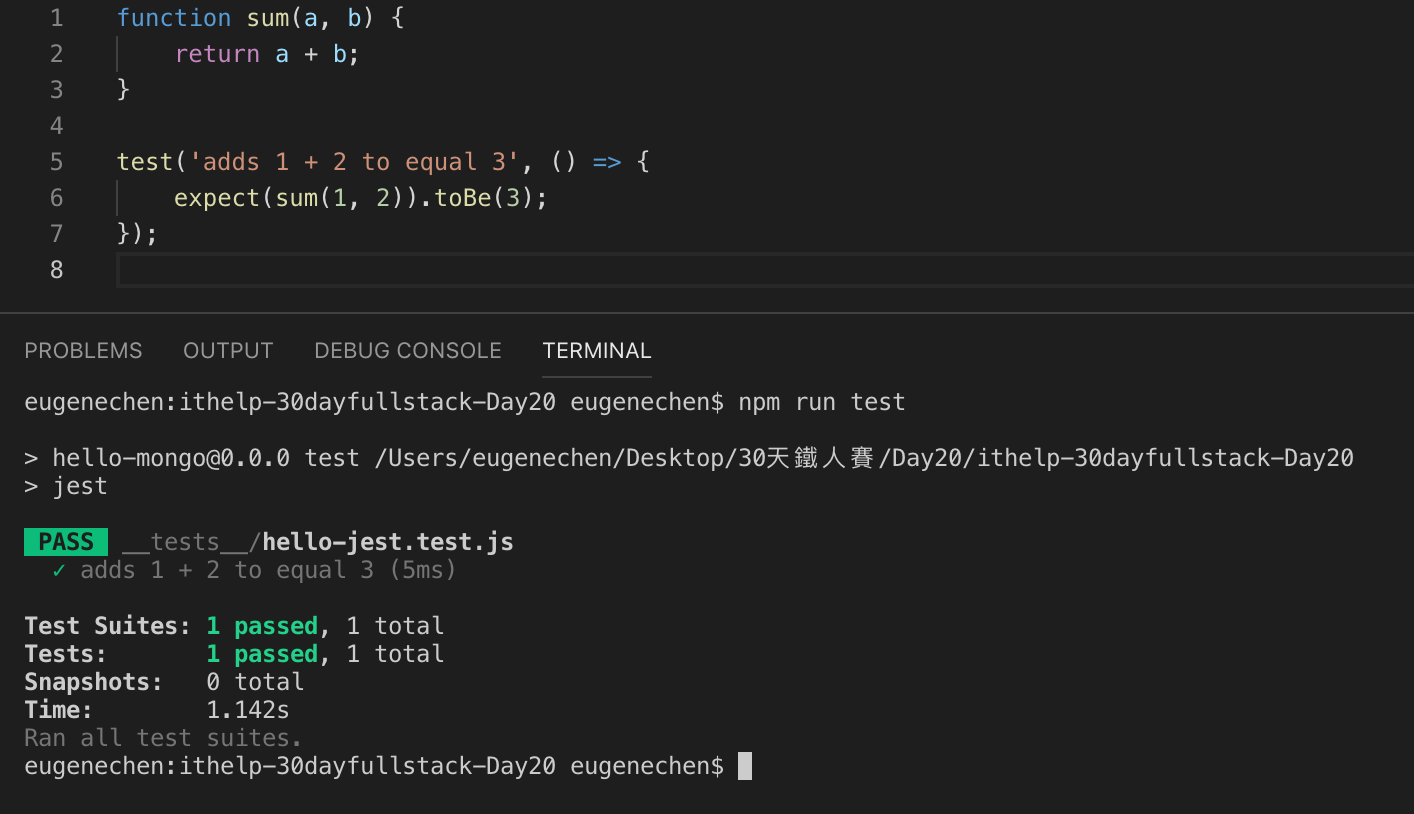 1 function sum(a, b) {
2     return a + b;
3 }
4
5 test('adds 1 + 2 to equal 3', () => {
6     expect(sum(1, 2)).toBe(3);
7 });
8
PROBLEMS OUTPUT DEBUG CONSOLE TERMINAL
eugenechen:ithelp-30dayfullstack-Day20 eugenechen$ npm run test
> hello-mongo@0.0.0 test /Users/eugenechen/Desktop/30天鐵人賽/Day20/ithelp-30dayfullstack-Day20
> jest
PASS __tests__/hello-jest.test.js
✓ adds 1 + 2 to equal 3 (5ms)
Test Suites: 1 passed, 1 total
Tests: 1 passed, 1 total
Snapshots: 0 total
Time: 1.142s
Ran all test suites.
eugenechen:ithelp-30dayfullstack-Day20 eugenechen$